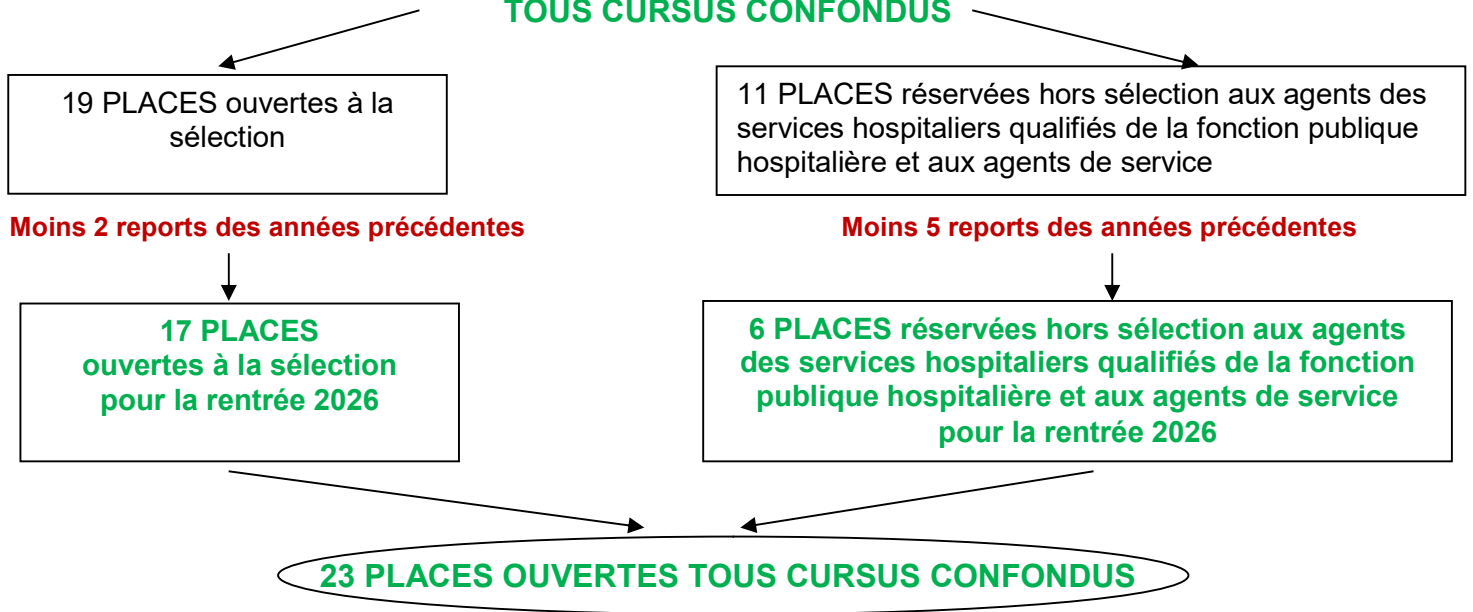 TOUS CURSUS CONFONDUS
19 PLACES ouvertes à la
sélection
11 PLACES réservées hors sélection aux agents des
services hospitaliers qualifiés de la fonction publique
hospitalière et aux agents de service
Moins 2 reports des années précédentes
Moins 5 reports des années précédentes
17 PLACES
ouvertes à la sélection
pour la rentrée 2026
6 PLACES réservées hors sélection aux agents
des services hospitaliers qualifiés de la fonction
publique hospitalière et aux agents de service
pour la rentrée 2026
23 PLACES OUVERTES TOUS CURSUS CONFONDUS